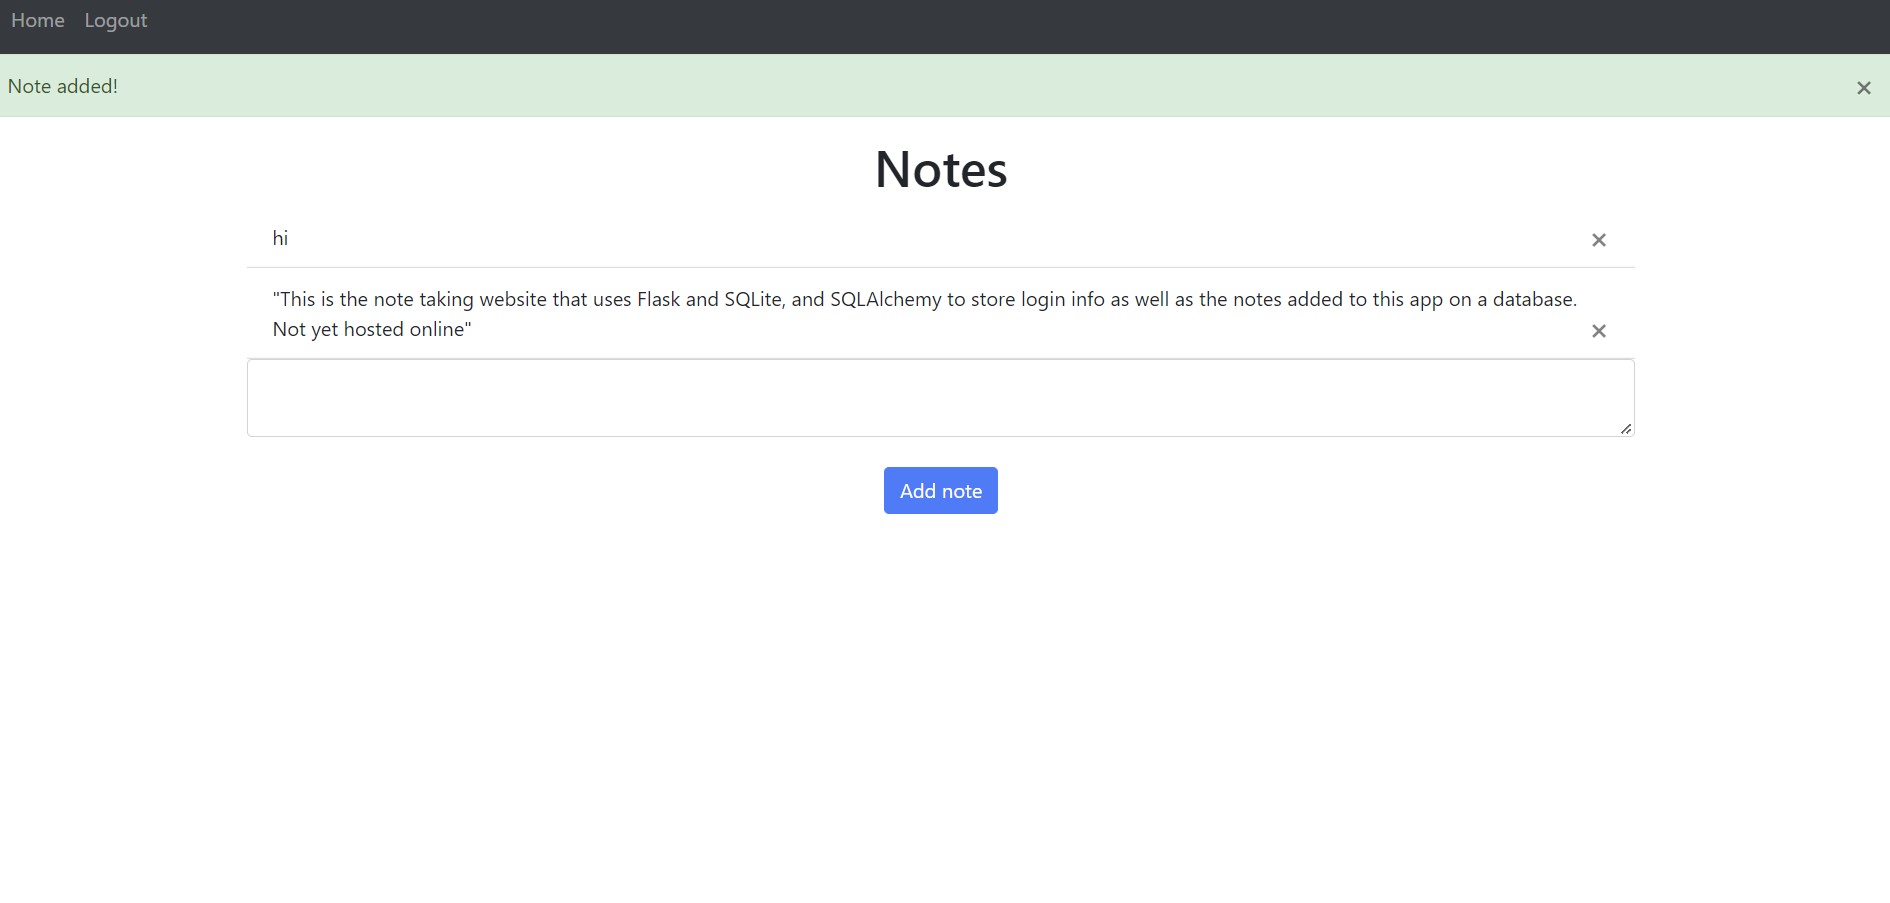 Home Logout
Note added!
Notes
hi
"This is the note taking website that uses Flask and SQLite, and SQLAlchemy to store login info as well as the notes added to this app on a database.
Not yet hosted online"
Add note